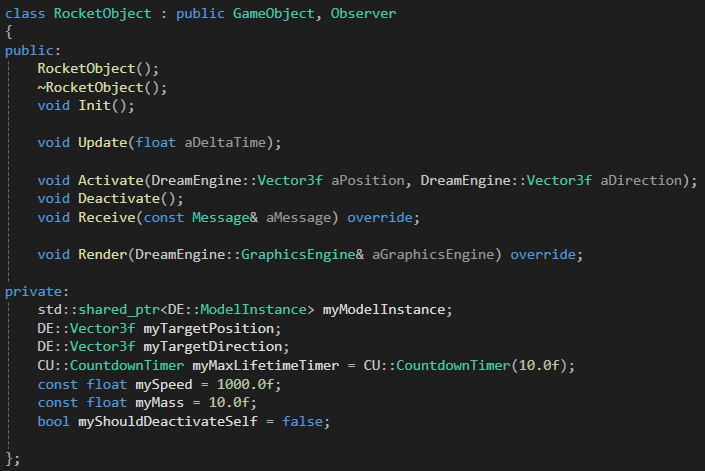 class RocketObject : public GameObject, Observer
{
public:
    RocketObject();
    ~RocketObject();
    void Init();

    void Update(float aDeltaTime);

    void Activate(DreamEngine::Vector3f aPosition, DreamEngine::Vector3f aDirection);
    void Deactivate();
    void Receive(const Message& aMessage) override;

    void Render(DreamEngine::GraphicsEngine& aGraphicsEngine) override;

private:
    std::shared_ptr<DE::ModelInstance> myModelInstance;
    DE::Vector3f myTargetPosition;
    DE::Vector3f myTargetDirection;
    CU::CountdownTimer myMaxLifetimeTimer = CU::CountdownTimer(10.0f);
    const float mySpeed = 1000.0f;
    const float myMass = 10.0f;
    bool myShouldDeactivateSelf = false;

};